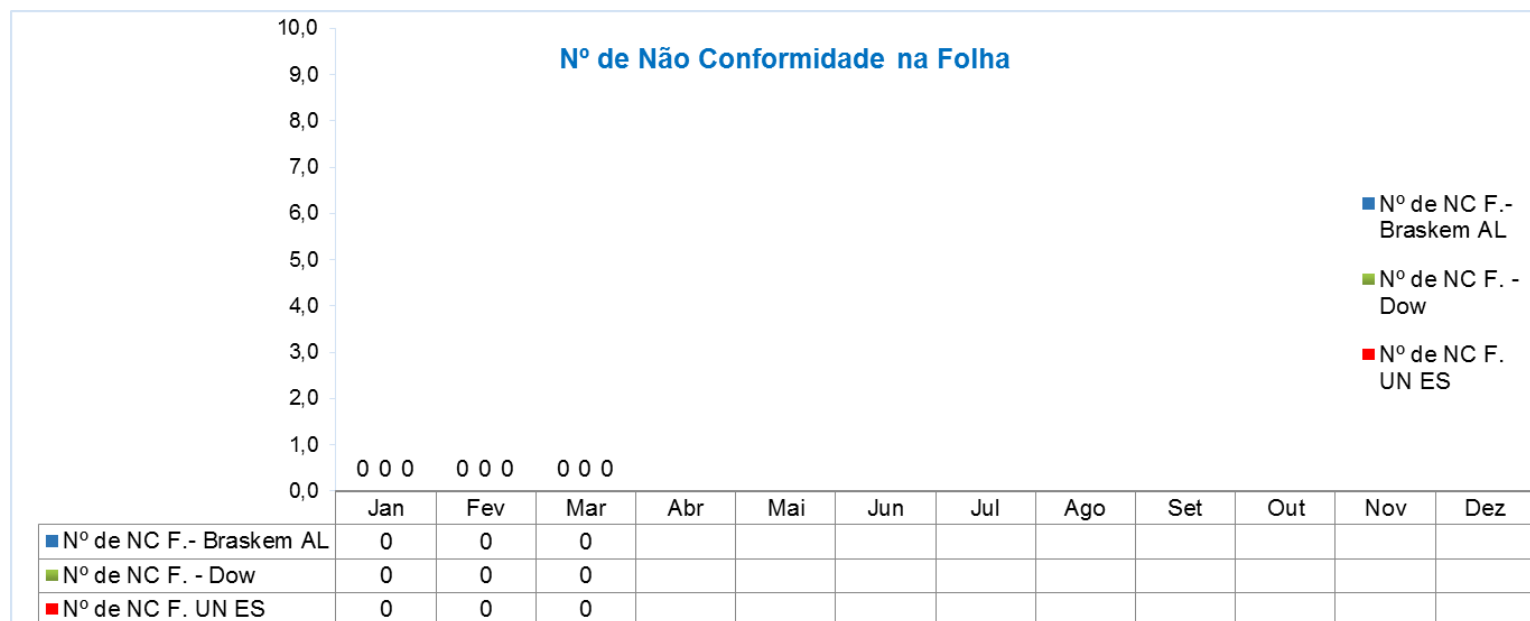 Nº de Não Conformidade na Folha
10,0
9,0
8,0
7,0
6,0
5,0
4,0
3,0
2,0
1,0
0,0
0 0 0 0 0 0 0 0 0
Nº de NC F.-
Braskem AL
Nº de NC F. -
Dow
Nº de NC F.
UN ES
Jan Fev Mar Abr Mai Jun Jul Ago Set Out Nov Dez
Nº de NC F.- Braskem AL 0 0 0
Nº de NC F. - Dow 0 0 0
Nº de NC F. UN ES 0 0 0